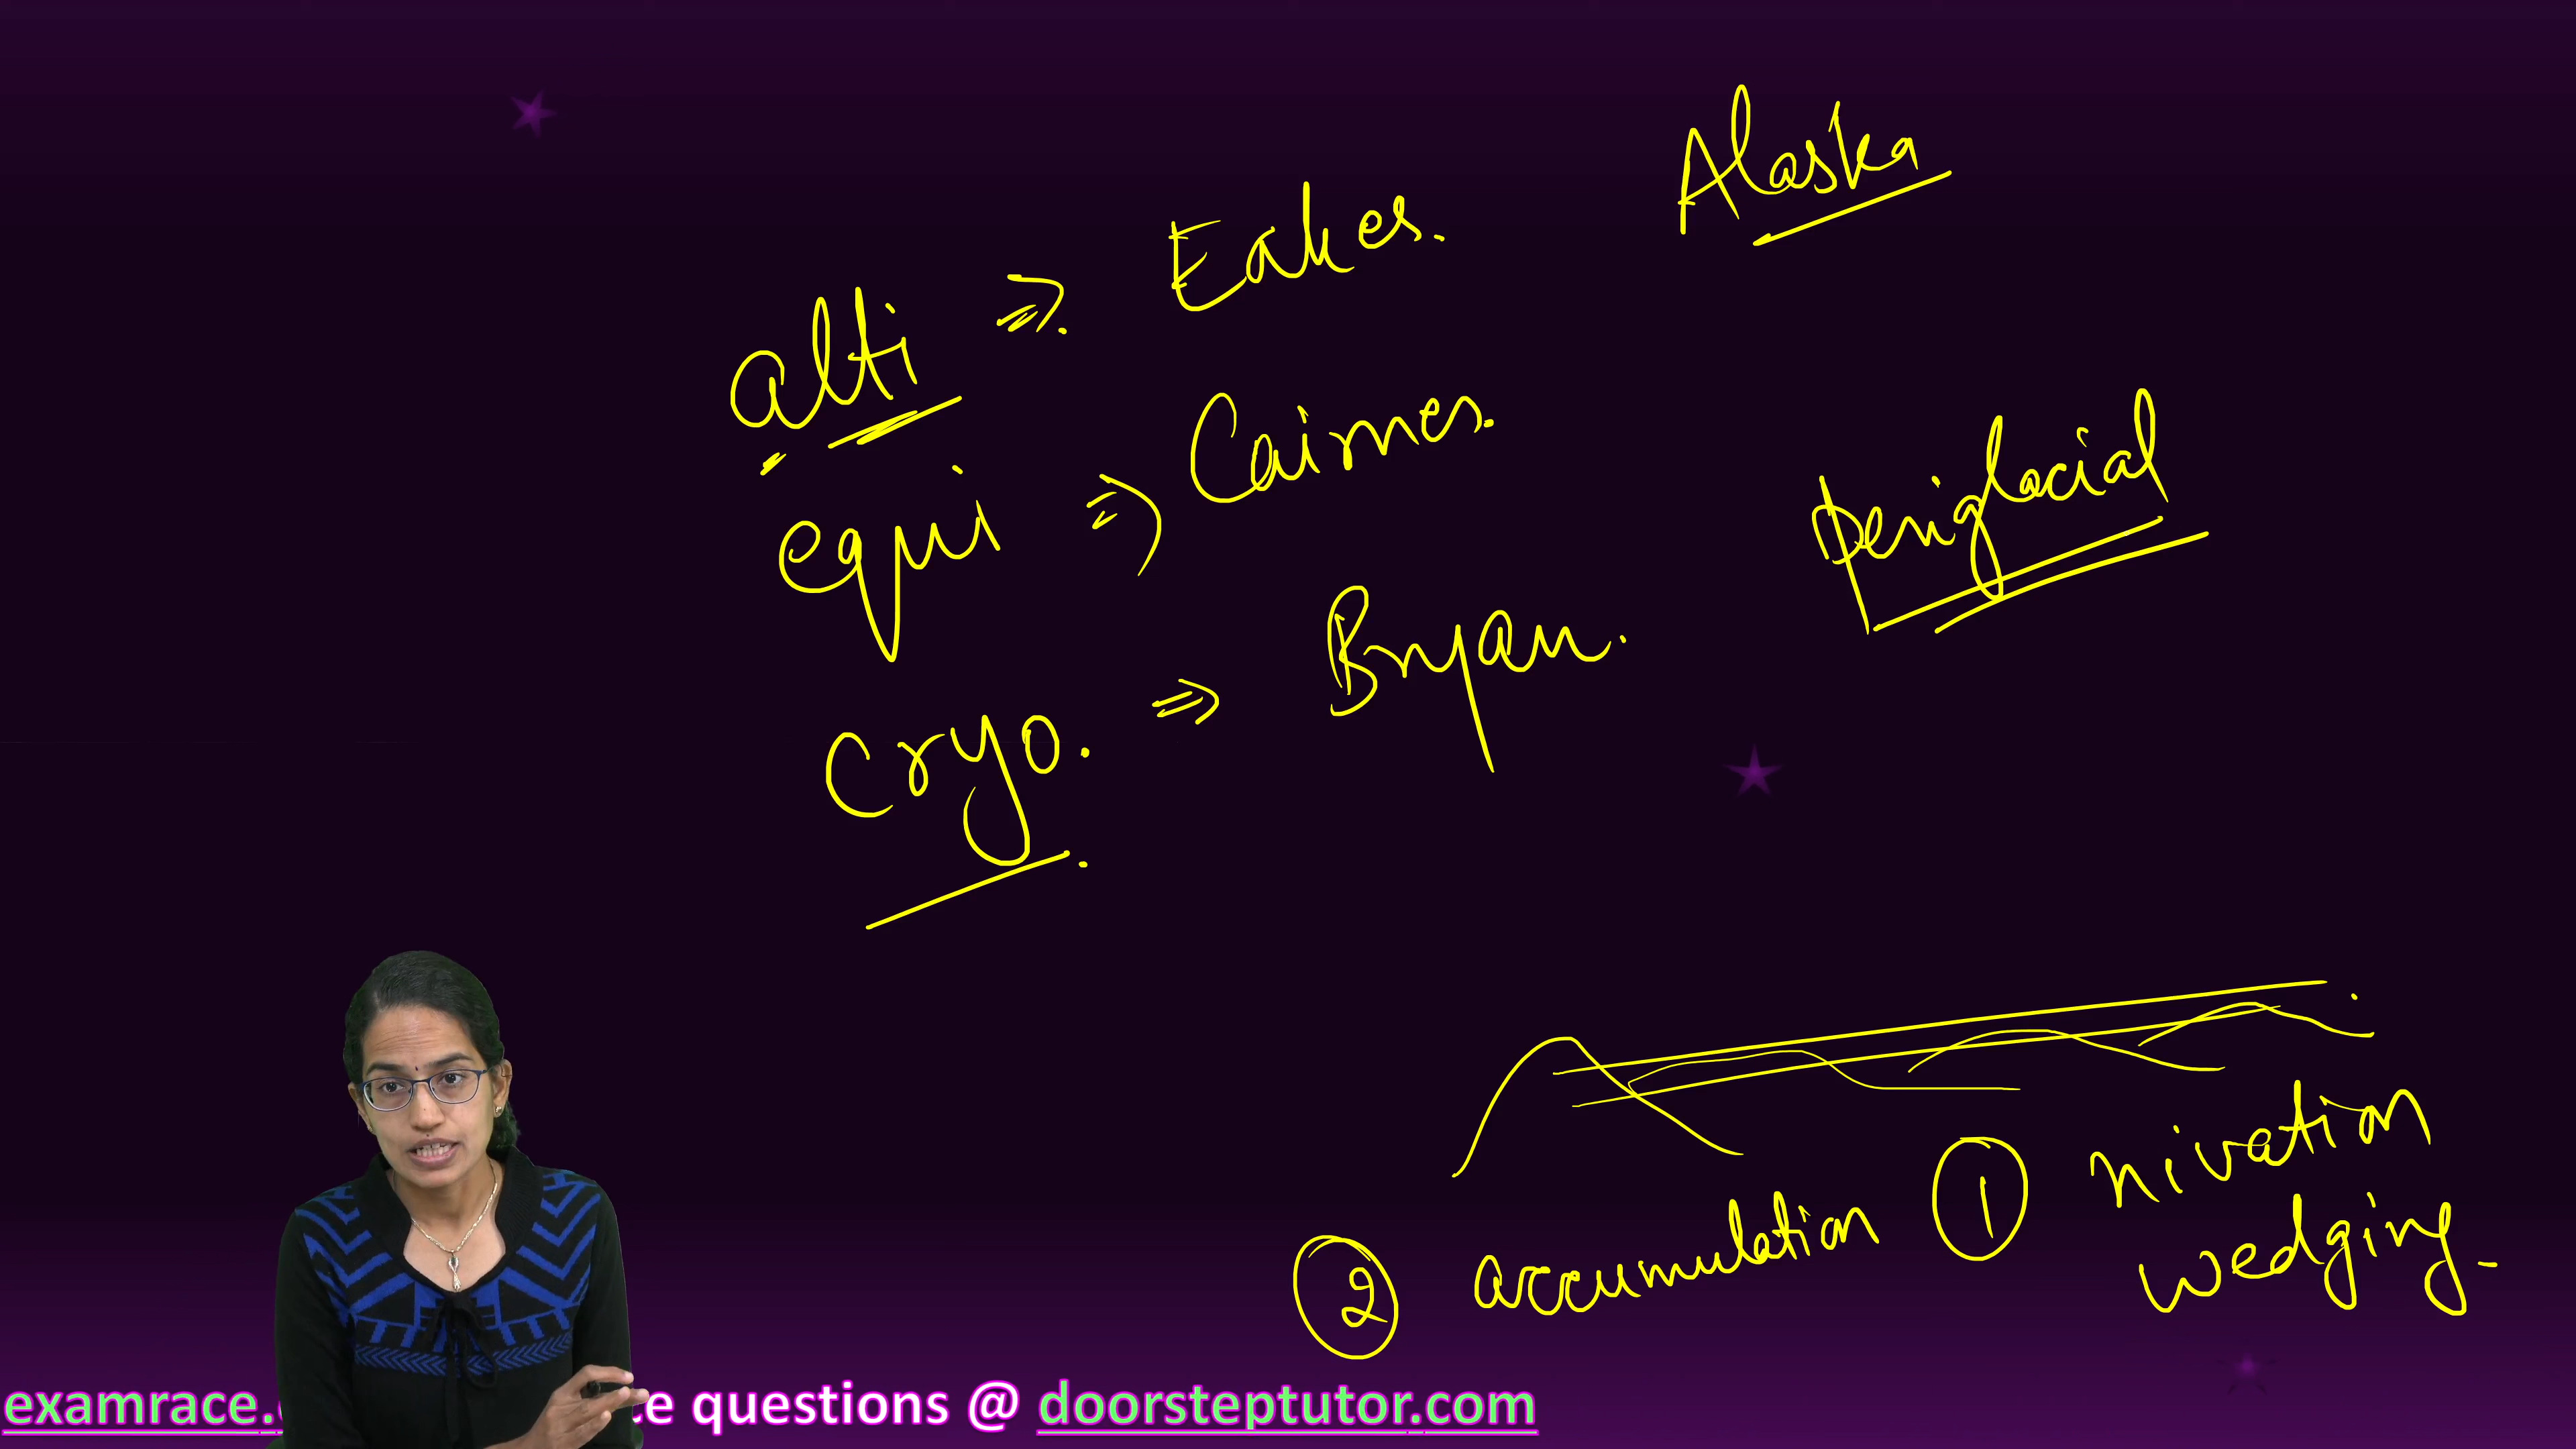 Alaska
alti ⇒ Eakes.
equi ⇒ Cairnes.
Periglacial
Cryo. ⇒ Bryan.
① nivation
wedging.
② accumulation
examrace.
questions @ doorsteptutor.com